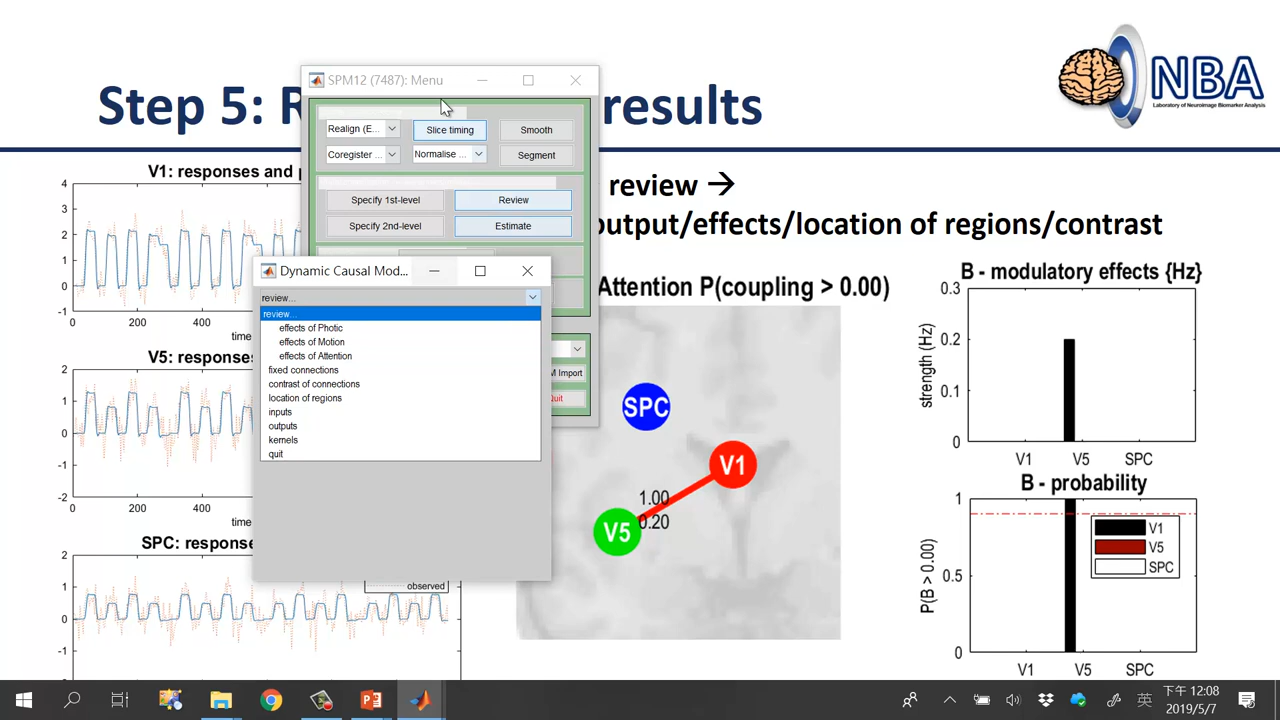 SPM12 (7487): Menu
Step 5: R
results
NBA
Laboratory of Neuroimage Biomarker Analysis
Realign (E...
Slice timing
Smooth
Coregister ...
Normalise ...
Segment
Specify 1st-level
Review
Specify 2nd-level
Estimate
review →
output/effects/location of regions/contrast
M Import
Quit
Dynamic Causal Mod...
review...
review...
effects of Photic
effects of Motion
effects of Attention
fixed connections
contrast of connections
location of regions
inputs
outputs
kernels
quit
V1: responses and p
4
3
2
1
0
-1
0
200
400
time
V5: responses
2
1
0
-1
-2
0
200
400
time
SPC: response
2
1
0
-1
observed
Attention P(coupling > 0.00)
SPC
V1
1.00
0.20
V5
B - modulatory effects {Hz}
strength (Hz)
0.3
0.2
0.1
0
V1
V5
SPC
B - probability
P(B > 0.00)
1
0.5
0
V1
V5
SPC
V1
V5
SPC
英
下午 12:08
2019/5/7